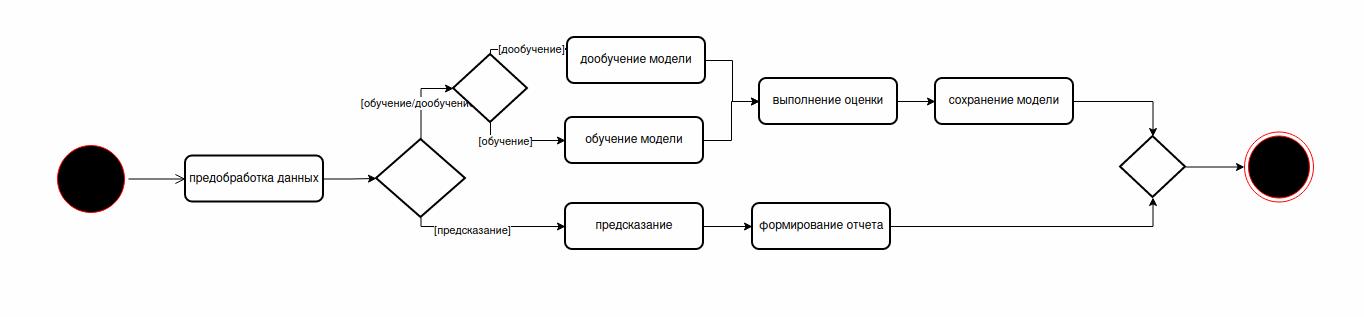 [дообучение]
дообучение модели
[обучение/дообучение
выполнение оценки
сохранение модели
[обучение]
обучение модели
предобработка данных
[предсказание]
предсказание
формирование отчета